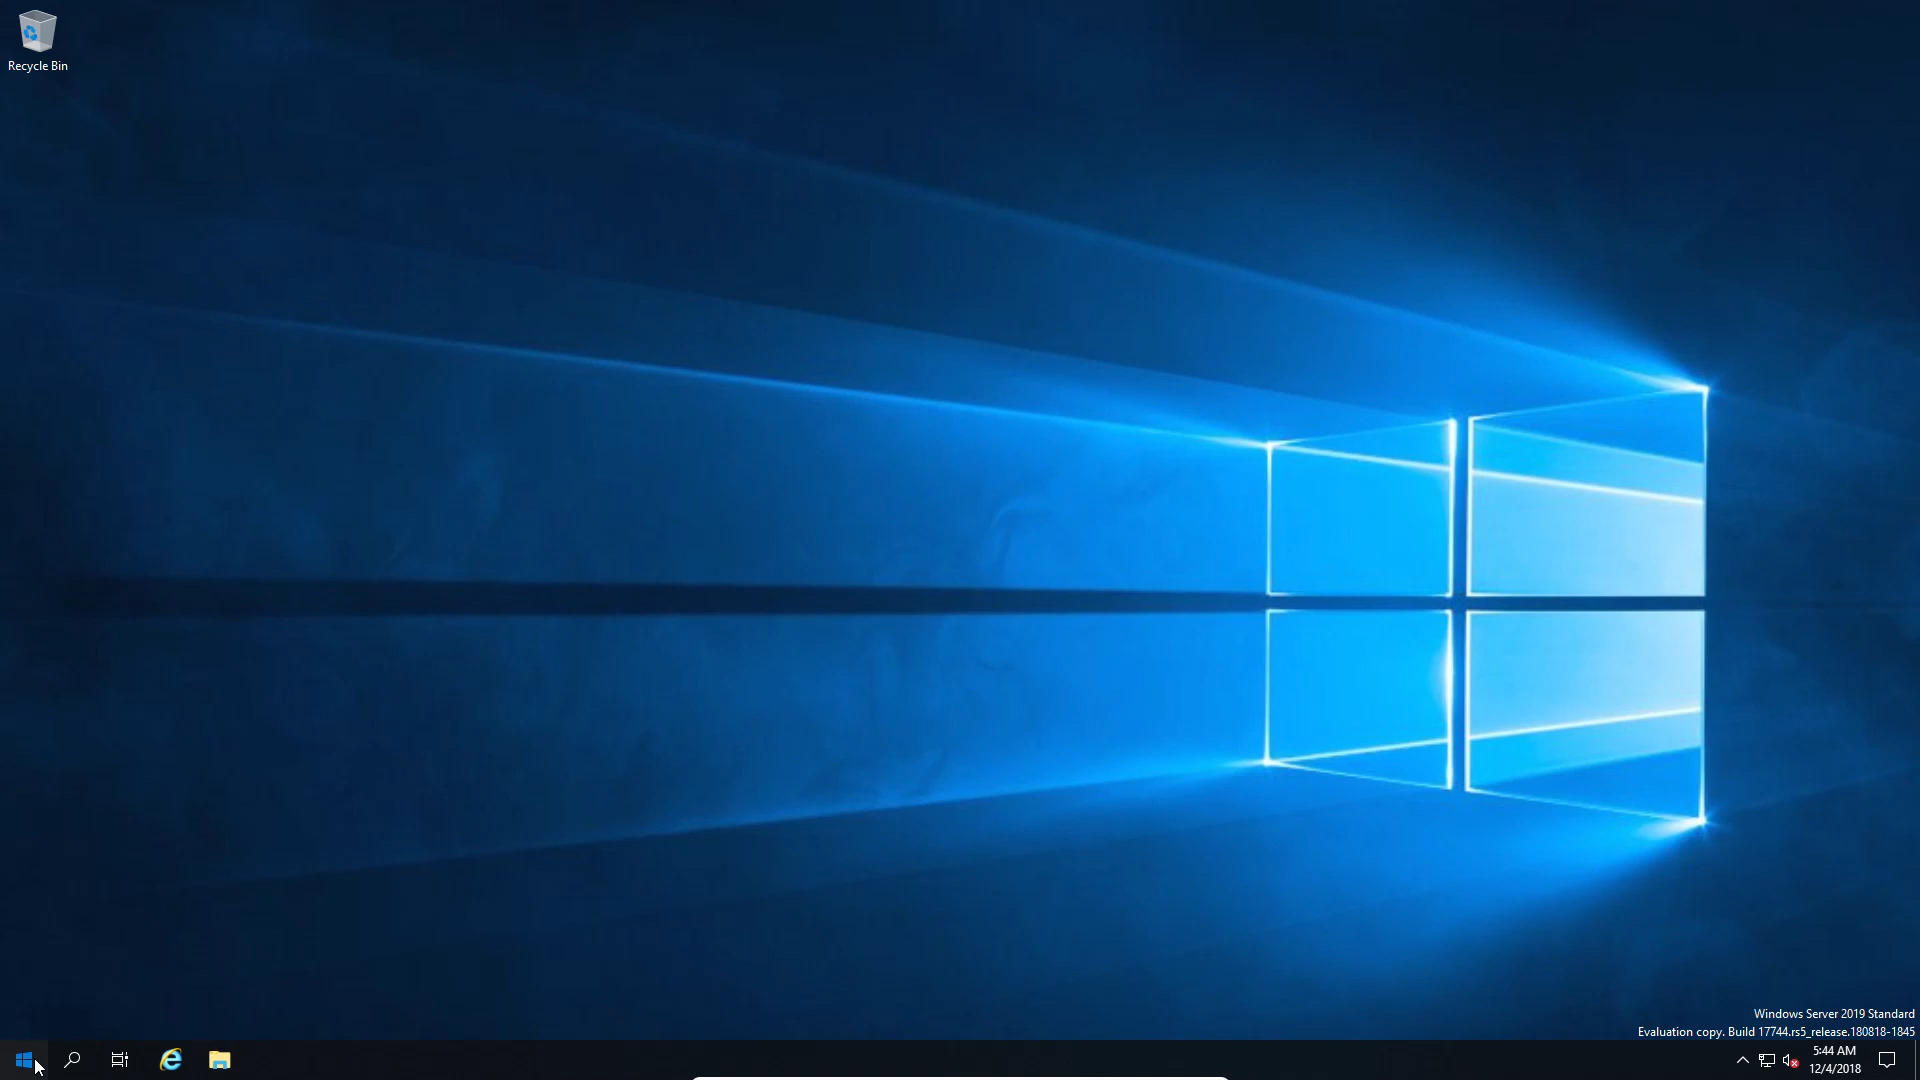 Recycle Bin
Windows Server 2019 Standard
Evaluation copy. Build 17744.rs5_release.180818-1845
5:44 AM
12/4/2018